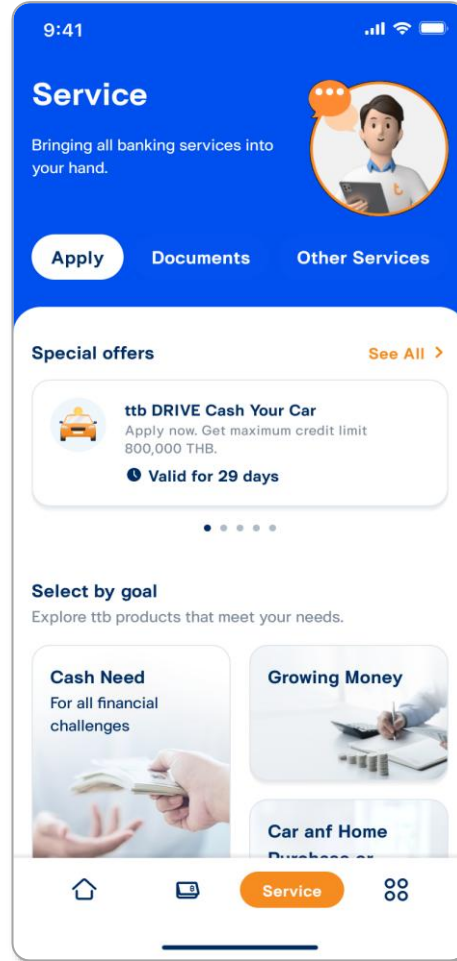 9:41
Service
Bringing all banking services into
your hand.
Apply
Documents
Other Services
Special offers
See All
ttb DRIVE Cash Your Car
Apply now. Get maximum credit limit
800,000 THB.
Valid for 29 days
Select by goal
Explore ttb products that meet your needs.
Cash Need
For all financial
challenges
Growing Money
Car anf Home
Purchase or
Service